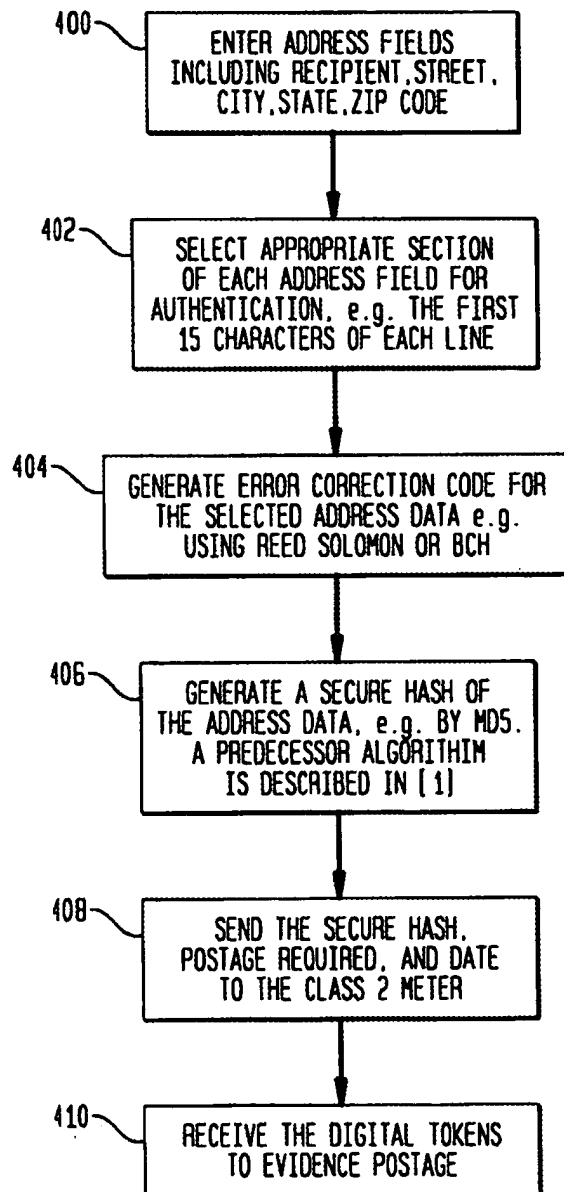 400
ENTER ADDRESS FIELDS
INCLUDING RECIPIENT,STREET,
CITY,STATE,ZIP CODE
402
SELECT APPROPRIATE SECTION
OF EACH ADDRESS FIELD FOR
AUTHENTICATION, e.g. THE FIRST
15 CHARACTERS OF EACH LINE
404
GENERATE ERROR CORRECTION CODE FOR
THE SELECTED ADDRESS DATA e.g.
USING REED SOLOMON OR BCH
406
GENERATE A SECURE HASH OF
THE ADDRESS DATA, e.g. BY MD5.
A PREDECESSOR ALGORITHIM
IS DESCRIBED IN [1]
408
SEND THE SECURE HASH,
POSTAGE REQUIRED, AND DATE
TO THE CLASS 2 METER
410
RECEIVE THE DIGITAL TOKENS
TO EVIDENCE POSTAGE